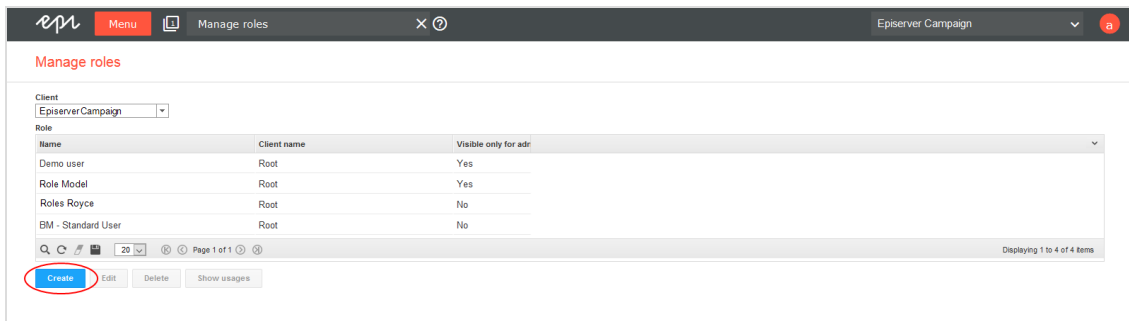 epi Menu 1 Manage roles Episerver Campaign a
Manage roles
Client
EpiserverCampaign
Role
Name Client name Visible only for adr
Demo user Root Yes
Role Model Root Yes
Roles Royce Root No
BM - Standard User Root No
20 Page 1 of 1 Displaying 1 to 4 of 4 items
Create Edit Delete Show usages